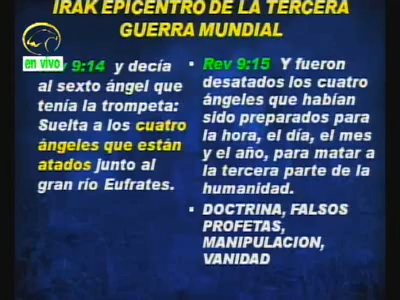 IRAK EPICENTRO DE LA TERCERA
GUERRA MUNDIAL
en vivo
9:14 y decía
al sexto ángel que
tenía la trompeta:
Suelta a los cuatro
ángeles que están
atados junto al
gran río Eufrates.
• Rev 9:15 Y fueron
desatados los cuatro
ángeles que habían
sido preparados para
la hora, el día, el mes
y el año, para matar a
la tercera parte de la
humanidad.
• DOCTRINA, FALSOS
PROFETAS,
MANIPULACION,
VANIDAD